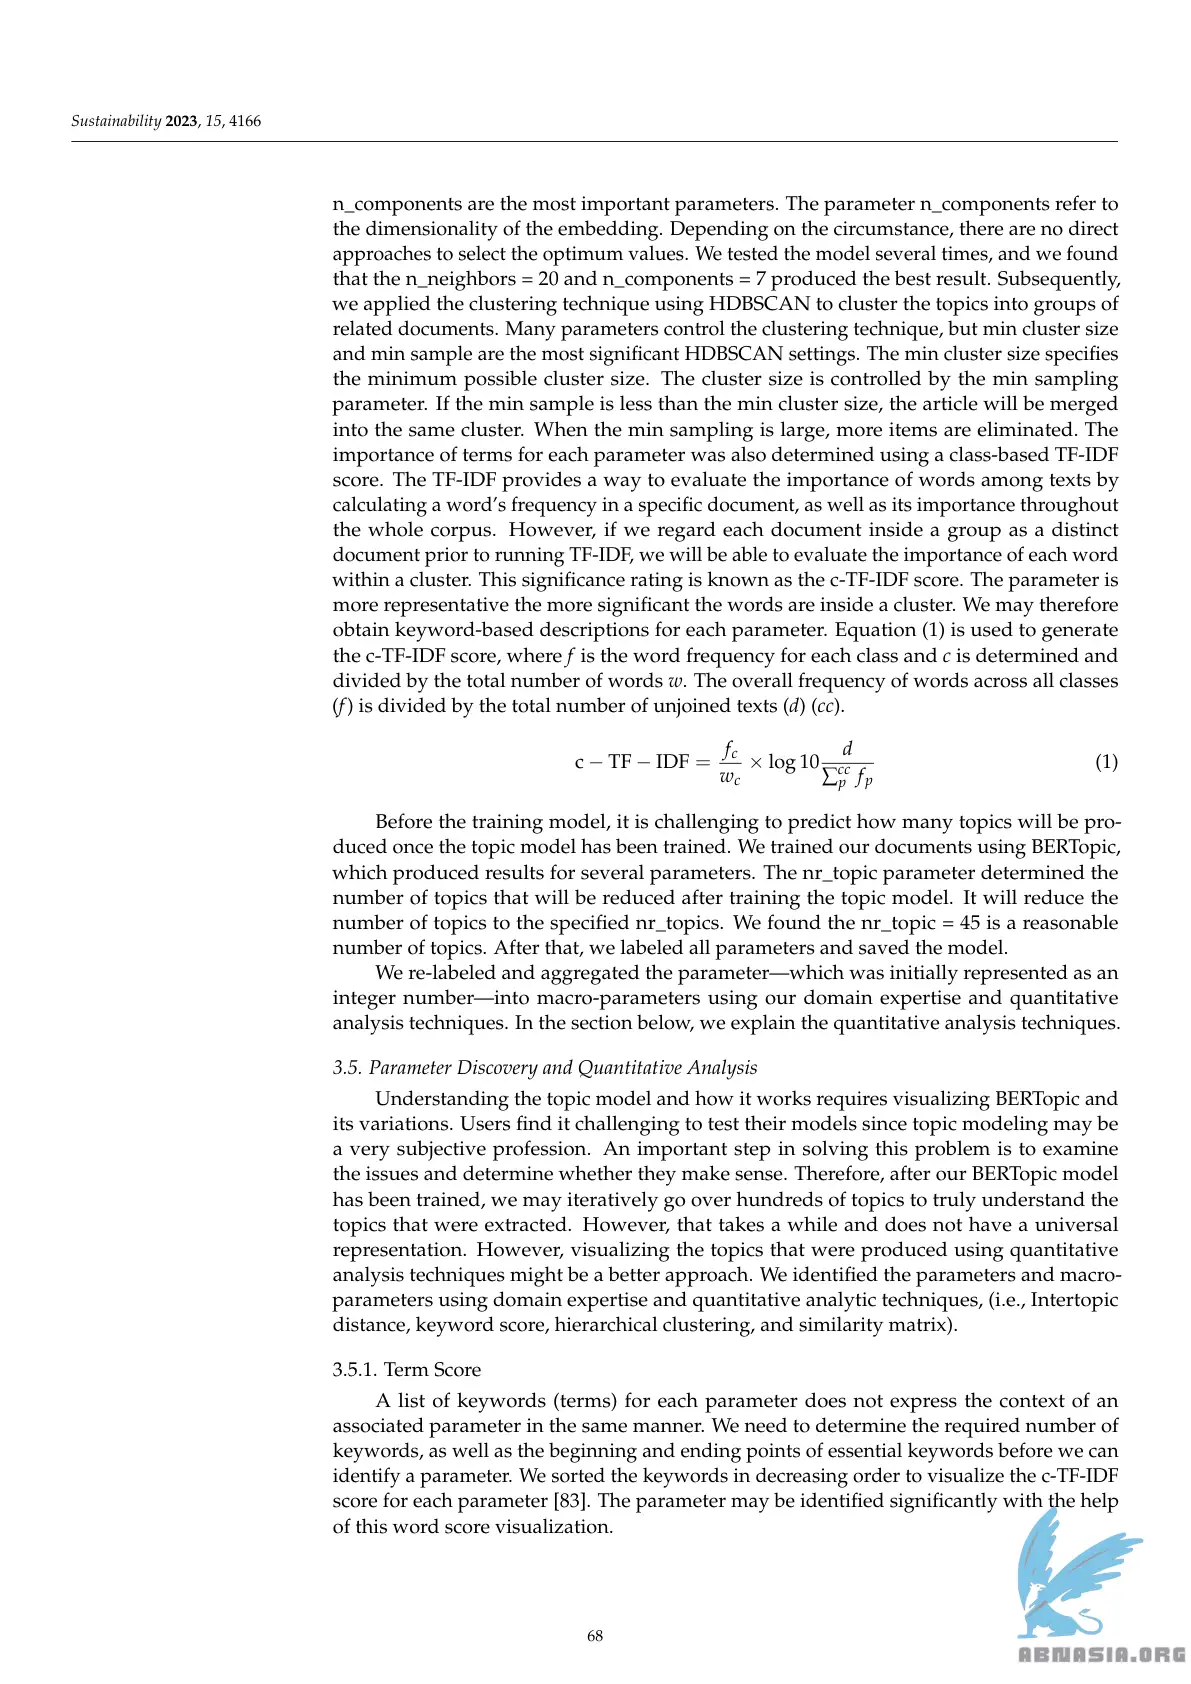 Sustainability 2023, 15, 4166
n_components are the most important parameters. The parameter n_components refer to
the dimensionality of the embedding. Depending on the circumstance, there are no direct
approaches to select the optimum values. We tested the model several times, and we found
that the n_neighbors = 20 and n_components = 7 produced the best result. Subsequently,
we applied the clustering technique using HDBSCAN to cluster the topics into groups of
related documents. Many parameters control the clustering technique, but min cluster size
and min sample are the most significant HDBSCAN settings. The min cluster size specifies
the minimum possible cluster size. The cluster size is controlled by the min sampling
parameter. If the min sample is less than the min cluster size, the article will be merged
into the same cluster. When the min sampling is large, more items are eliminated. The
importance of terms for each parameter was also determined using a class-based TF-IDF
score. The TF-IDF provides a way to evaluate the importance of words among texts by
calculating a word's frequency in a specific document, as well as its importance throughout
the whole corpus. However, if we regard each document inside a group as a distinct
document prior to running TF-IDF, we will be able to evaluate the importance of each word
within a cluster. This significance rating is known as the c-TF-IDF score. The parameter is
more representative the more significant the words are inside a cluster. We may therefore
obtain keyword-based descriptions for each parameter. Equation (1) is used to generate
the c-TF-IDF score, where f is the word frequency for each class and c is determined and
divided by the total number of words w. The overall frequency of words across all classes
(f) is divided by the total number of unjoined texts (d) (cc).
c − TF − IDF = f_c / w_c × log 10 d / ∑_p^cc f_p (1)
Before the training model, it is challenging to predict how many topics will be pro-
duced once the topic model has been trained. We trained our documents using BERTopic,
which produced results for several parameters. The nr_topic parameter determined the
number of topics that will be reduced after training the topic model. It will reduce the
number of topics to the specified nr_topics. We found the nr_topic = 45 is a reasonable
number of topics. After that, we labeled all parameters and saved the model.
We re-labeled and aggregated the parameter—which was initially represented as an
integer number—into macro-parameters using our domain expertise and quantitative
analysis techniques. In the section below, we explain the quantitative analysis techniques.
3.5. Parameter Discovery and Quantitative Analysis
Understanding the topic model and how it works requires visualizing BERTopic and
its variations. Users find it challenging to test their models since topic modeling may be
a very subjective profession. An important step in solving this problem is to examine
the issues and determine whether they make sense. Therefore, after our BERTopic model
has been trained, we may iteratively go over hundreds of topics to truly understand the
topics that were extracted. However, that takes a while and does not have a universal
representation. However, visualizing the topics that were produced using quantitative
analysis techniques might be a better approach. We identified the parameters and macro-
parameters using domain expertise and quantitative analytic techniques, (i.e., Intertopic
distance, keyword score, hierarchical clustering, and similarity matrix).
3.5.1. Term Score
A list of keywords (terms) for each parameter does not express the context of an
associated parameter in the same manner. We need to determine the required number of
keywords, as well as the beginning and ending points of essential keywords before we can
identify a parameter. We sorted the keywords in decreasing order to visualize the c-TF-IDF
score for each parameter [83]. The parameter may be identified significantly with the help
of this word score visualization.
68
ABNASIA.ORG